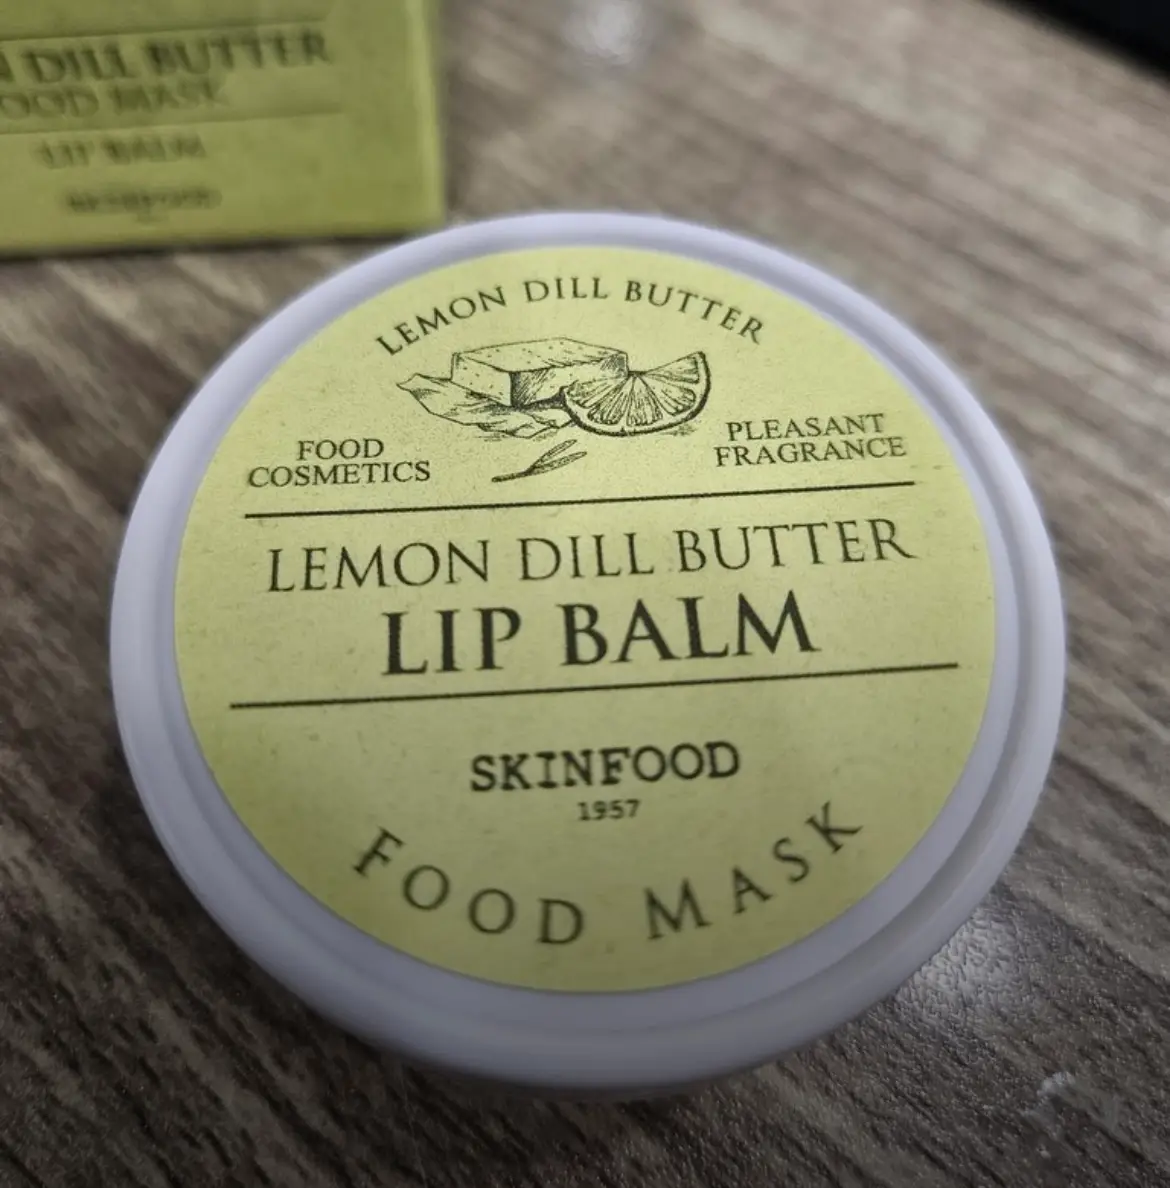 DILL BUTTER
FOOD MASK
LIP BALM
SKINFOOD
LEMON DILL BUTTER
FOOD
COSMETICS
PLEASANT
FRAGRANCE
LEMON DILL BUTTER
LIP BALM
SKINFOOD
1957
FOOD MASK